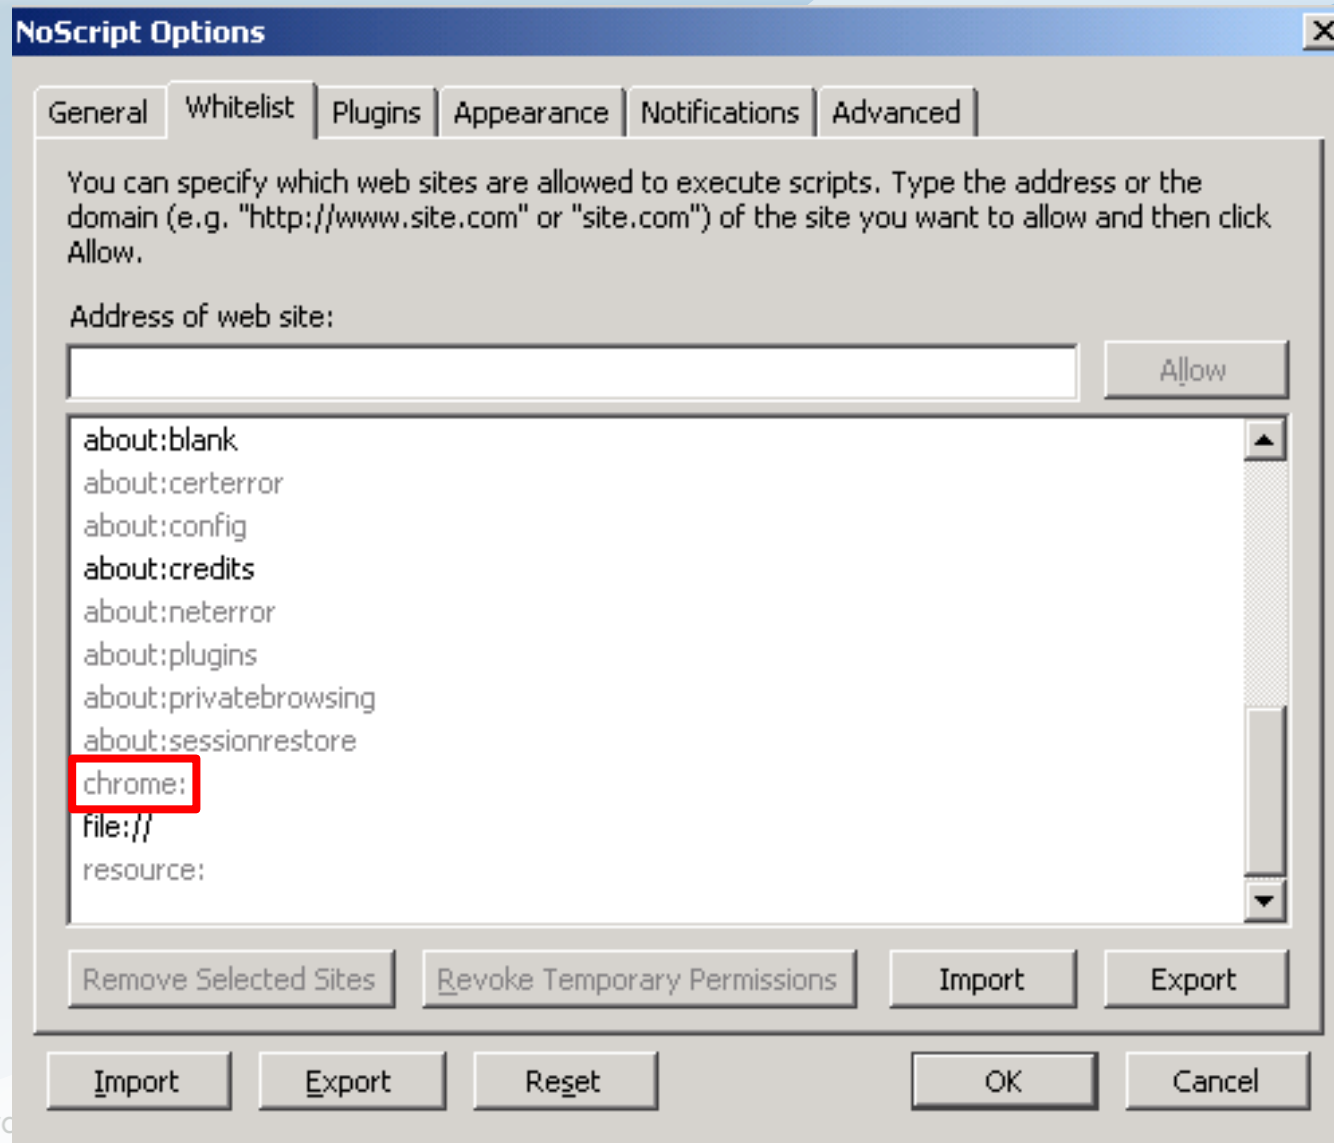 NoScript Options
General Whitelist Plugins Appearance Notifications Advanced
You can specify which web sites are allowed to execute scripts. Type the address or the
domain (e.g. "http://www.site.com" or "site.com") of the site you want to allow and then click
Allow.
Address of web site:
Allow
about:blank
about:certerror
about:config
about:credits
about:neterror
about:plugins
about:privatebrowsing
about:sessionrestore
chrome:
file://
resource:
Remove Selected Sites Revoke Temporary Permissions Import Export
Import Export Reset OK Cancel